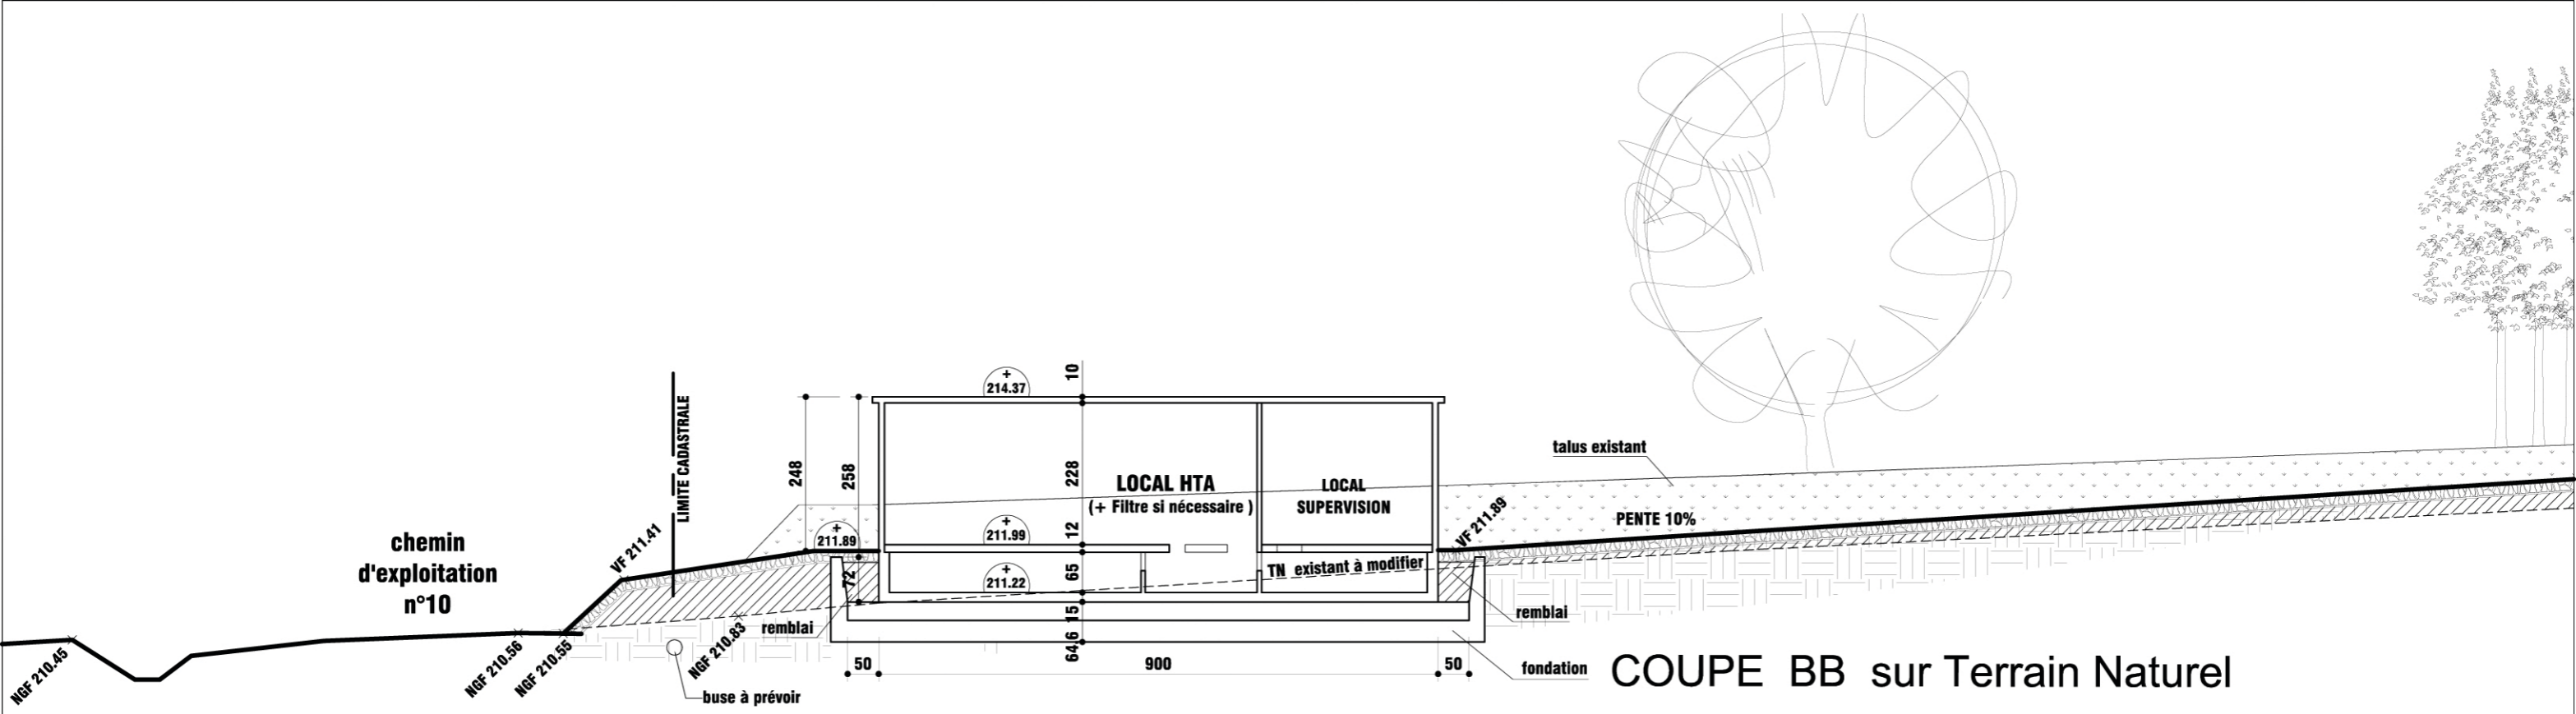 10
+
214.37
LIMITE CADASTRALE
248
258
228
LOCAL HTA
(+ Filtre si nécessaire )
LOCAL
SUPERVISION
talus existant
VF 211.41
+
211.89
+
211.99
12
VF 211.89
PENTE 10%
chemin
d'exploitation
n°10
72
+
211.22
65
TN existant à modifier
remblai
15
remblai
NGF 210.45
NGF 210.56
NGF 210.55
NGF 210.83
64.6
50
900
50
fondation
COUPE BB sur Terrain Naturel
buse à prévoir